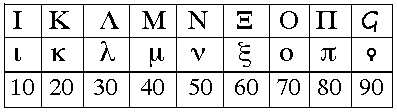 Ι Κ Λ Μ Ν Ξ Ο Π Ϟ
ι κ λ μ ν ξ ο π ϙ
10 20 30 40 50 60 70 80 90